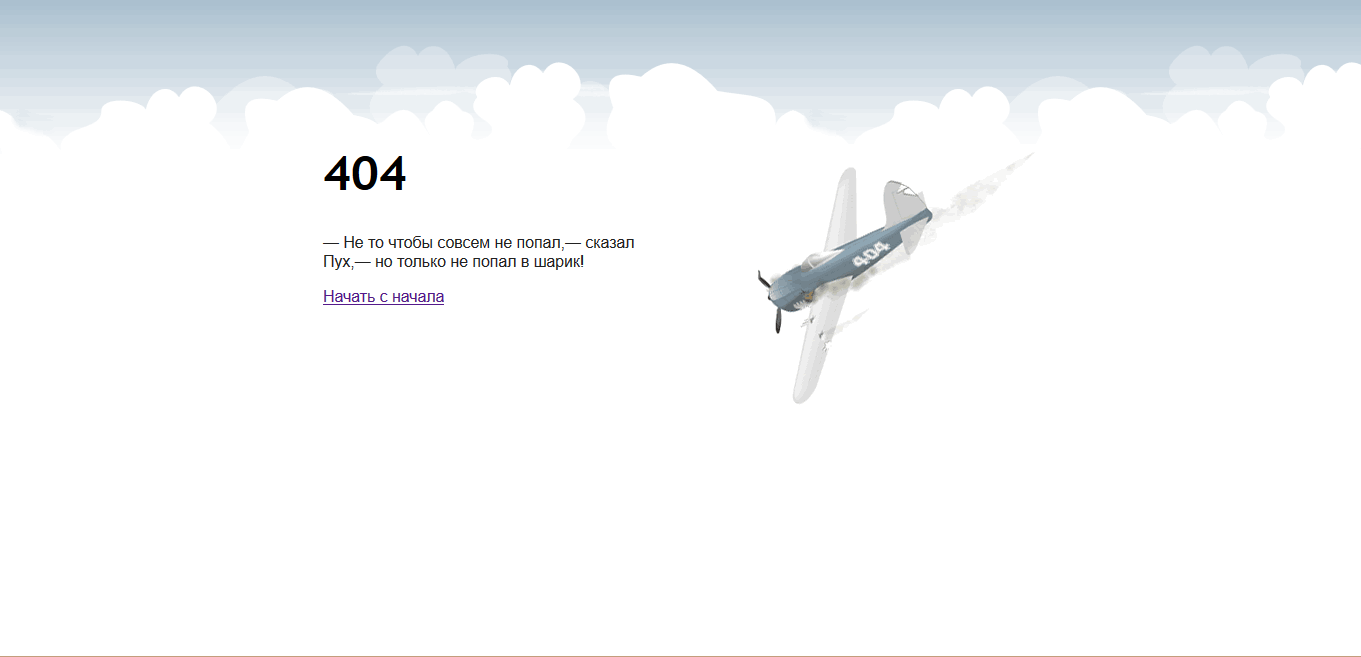 404
— Не то чтобы совсем не попал,— сказал
Пух,— но только не попал в шарик!
Начать с начала
404